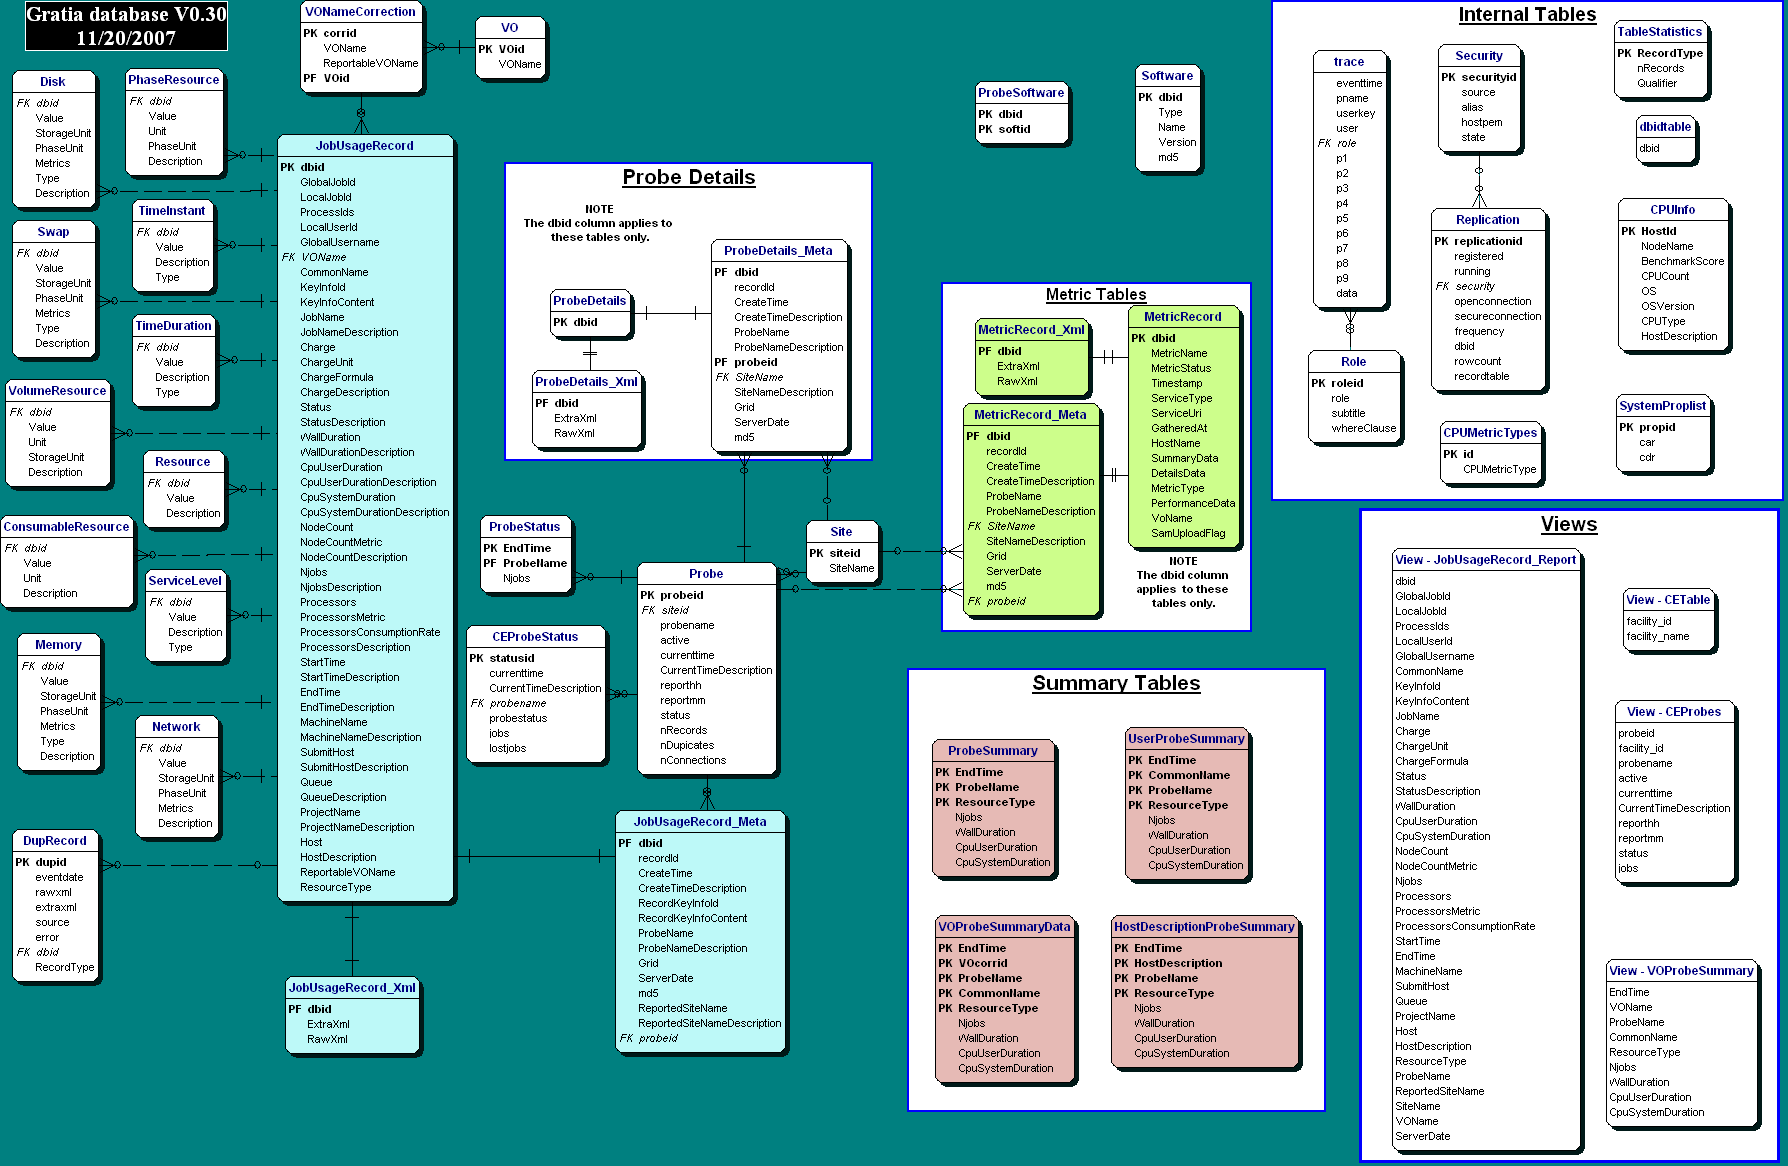 Gratia database V0.30
11/20/2007
VONameCorrection
PK corrid
VOName
ReportableVOName
PF VOid
VO
PK VOid
VOName
Disk
FK dbid
Value
StorageUnit
PhaseUnit
Metrics
Type
Description
PhaseResource
FK dbid
Value
Unit
PhaseUnit
Description
TimeInstant
FK dbid
Value
Description
Type
Swap
FK dbid
Value
StorageUnit
PhaseUnit
Metrics
Type
Description
TimeDuration
FK dbid
Value
Description
Type
VolumeResource
FK dbid
Value
Unit
StorageUnit
Description
Resource
FK dbid
Value
Description
ConsumableResource
FK dbid
Value
Unit
Description
ServiceLevel
FK dbid
Value
Description
Type
Memory
FK dbid
Value
StorageUnit
PhaseUnit
Metrics
Type
Description
Network
FK dbid
Value
StorageUnit
PhaseUnit
Metrics
Description
DupRecord
PK dupid
eventdate
rawxml
extraxml
source
error
FK dbid
RecordType
JobUsageRecord
PK dbid
GlobalJobId
LocalJobId
ProcessIds
LocalUserId
GlobalUsername
FK VOName
CommonName
KeyInfoId
KeyInfoContent
JobName
JobNameDescription
Charge
ChargeUnit
ChargeFormula
ChargeDescription
Status
StatusDescription
WallDuration
WallDurationDescription
CpuUserDuration
CpuUserDurationDescription
CpuSystemDuration
CpuSystemDurationDescription
NodeCount
NodeCountMetric
NodeCountDescription
Njobs
NjobsDescription
Processors
ProcessorsMetric
ProcessorsConsumptionRate
ProcessorsDescription
StartTime
StartTimeDescription
EndTime
EndTimeDescription
MachineName
MachineNameDescription
SubmitHost
SubmitHostDescription
Queue
QueueDescription
ProjectName
ProjectNameDescription
Host
HostDescription
ReportableVOName
ResourceType
JobUsageRecord_Xml
PF dbid
ExtraXml
RawXml
Probe Details
NOTE
The dbid column applies to
these tables only.
ProbeDetails
PK dbid
ProbeDetails_Xml
PF dbid
ExtraXml
RawXml
ProbeDetails_Meta
PF dbid
recordId
CreateTime
CreateTimeDescription
ProbeName
ProbeNameDescription
PF probeid
FK SiteName
SiteNameDescription
Grid
ServerDate
md5
ProbeStatus
PK EndTime
PF ProbeName
Njobs
CEProbeStatus
PK statusid
currenttime
CurrentTimeDescription
FK probename
probestatus
jobs
lostjobs
Probe
PK probeid
FK siteid
probename
active
currenttime
CurrentTimeDescription
reporthh
reportmm
status
nRecords
nDupicates
nConnections
Site
PK siteid
SiteName
JobUsageRecord_Meta
PF dbid
recordId
CreateTime
CreateTimeDescription
RecordKeyInfoId
RecordKeyInfoContent
ProbeName
ProbeNameDescription
Grid
ServerDate
md5
ReportedSiteName
ReportedSiteNameDescription
FK probeid
ProbeSoftware
PK dbid
PK softid
Software
PK dbid
Type
Name
Version
md5
Metric Tables
MetricRecord_Xml
PF dbid
ExtraXml
RawXml
MetricRecord_Meta
PF dbid
recordId
CreateTime
CreateTimeDescription
ProbeName
ProbeNameDescription
FK SiteName
SiteNameDescription
Grid
ServerDate
md5
FK probeid
MetricRecord
PK dbid
MetricName
MetricStatus
Timestamp
ServiceType
ServiceUri
GatheredAt
HostName
SummaryData
DetailsData
MetricType
PerformanceData
VoName
SamUploadFlag
NOTE
The dbid column
applies to these
tables only.
Summary Tables
ProbeSummary
PK EndTime
PK ProbeName
PK ResourceType
Njobs
WallDuration
CpuUserDuration
CpuSystemDuration
UserProbeSummary
PK EndTime
PK CommonName
PK ProbeName
PK ResourceType
Njobs
WallDuration
CpuUserDuration
CpuSystemDuration
VOProbeSummaryData
PK EndTime
PK VOcorrid
PK ProbeName
PK CommonName
PK ResourceType
Njobs
WallDuration
CpuUserDuration
CpuSystemDuration
HostDescriptionProbeSummary
PK EndTime
PK HostDescription
PK ProbeName
PK ResourceType
Njobs
WallDuration
CpuUserDuration
CpuSystemDuration
Internal Tables
trace
eventtime
pname
userkey
user
FK role
p1
p2
p3
p4
p5
p6
p7
p8
p9
data
Role
PK roleid
role
subtitle
whereClause
Security
PK securityid
source
alias
hostpem
state
Replication
PK replicationid
registered
running
FK security
openconnection
secureconnection
frequency
dbid
rowcount
recordtable
CPUMetricTypes
PK id
CPUMetricType
TableStatistics
PK RecordType
nRecords
Qualifier
dbidtable
dbid
CPUInfo
PK HostId
NodeName
BenchmarkScore
CPUCount
OS
OSVersion
CPUType
HostDescription
SystemProplist
PK propid
car
cdr
Views
View - JobUsageRecord_Report
dbid
GlobalJobId
LocalJobId
ProcessIds
LocalUserId
GlobalUsername
CommonName
KeyInfoId
KeyInfoContent
JobName
Charge
ChargeUnit
ChargeFormula
Status
StatusDescription
WallDuration
CpuUserDuration
CpuSystemDuration
NodeCount
NodeCountMetric
Njobs
Processors
ProcessorsMetric
ProcessorsConsumptionRate
StartTime
EndTime
MachineName
SubmitHost
Queue
ProjectName
Host
HostDescription
ResourceType
ProbeName
ReportedSiteName
SiteName
VOName
ServerDate
View - CETable
facility_id
facility_name
View - CEProbes
probeid
facility_id
probename
active
currenttime
CurrentTimeDescription
reporthh
reportmm
status
jobs
View - VOProbeSummary
EndTime
VOName
ProbeName
CommonName
ResourceType
Njobs
WallDuration
CpuUserDuration
CpuSystemDuration